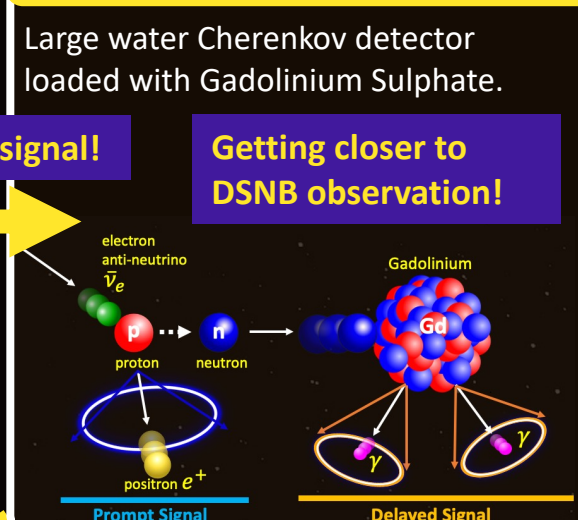 Large water Cherenkov detector
loaded with Gadolinium Sulphate.
signal!
Getting closer to
DSNB observation!
electron
anti-neutrino
ν̄e
Gadolinium
p
n
Gd
proton
neutron
γ
γ
positron e⁺
Prompt Signal
Delayed Signal